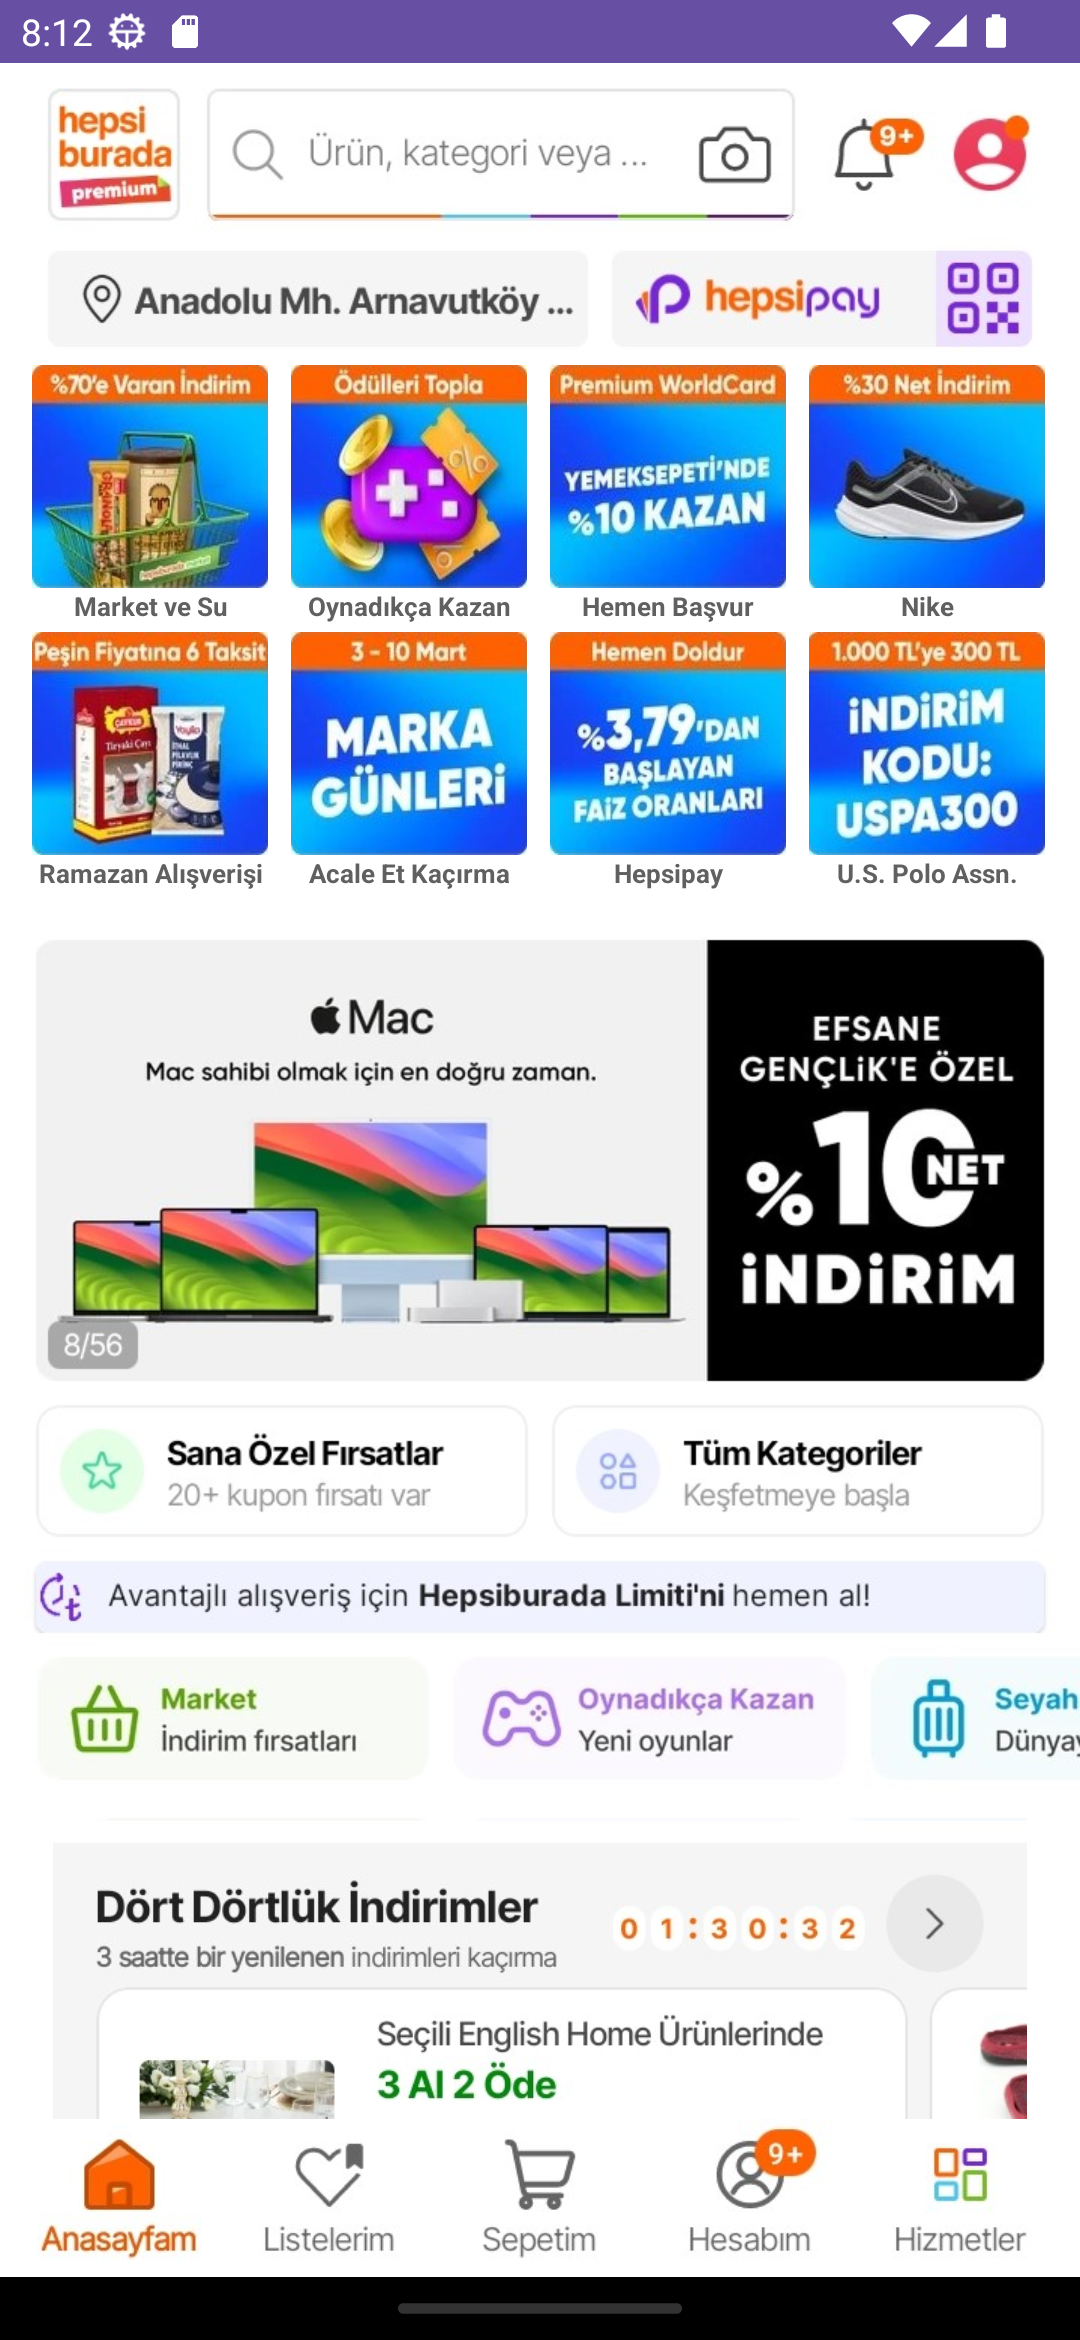 8:12
hepsi
burada
premium
Ürün, kategori veya ...
9+
Anadolu Mh. Arnavutköy ...
hepsipay
%70'e Varan İndirim
Ödülleri Topla
Premium WorldCard
%30 Net İndirim
YEMEKSEPETİ'NDE
%10 KAZAN
Market ve Su
Oynadıkça Kazan
Hemen Başvur
Nike
Peşin Fiyatına 6 Taksit
3 - 10 Mart
Hemen Doldur
1.000 TL'ye 300 TL
MARKA
GÜNLERİ
%3,79'DAN
BAŞLAYAN
FAİZ ORANLARI
İNDİRİM
KODU:
USPA300
Ramazan Alışverişi
Acale Et Kaçırma
Hepsipay
U.S. Polo Assn.
Mac
Mac sahibi olmak için en doğru zaman.
EFSANE
GENÇLİK'E ÖZEL
%10 NET
İNDİRİM
8/56
Sana Özel Fırsatlar
20+ kupon fırsatı var
Tüm Kategoriler
Keşfetmeye başla
Avantajlı alışveriş için Hepsiburada Limiti'ni hemen al!
Market
İndirim fırsatları
Oynadıkça Kazan
Yeni oyunlar
Seyah
Dünya
Dört Dörtlük İndirimler
3 saatte bir yenilenen indirimleri kaçırma
01:30:32
Seçili English Home Ürünlerinde
3 Al 2 Öde
Anasayfam
Listelerim
Sepetim
9+
Hesabım
Hizmetler